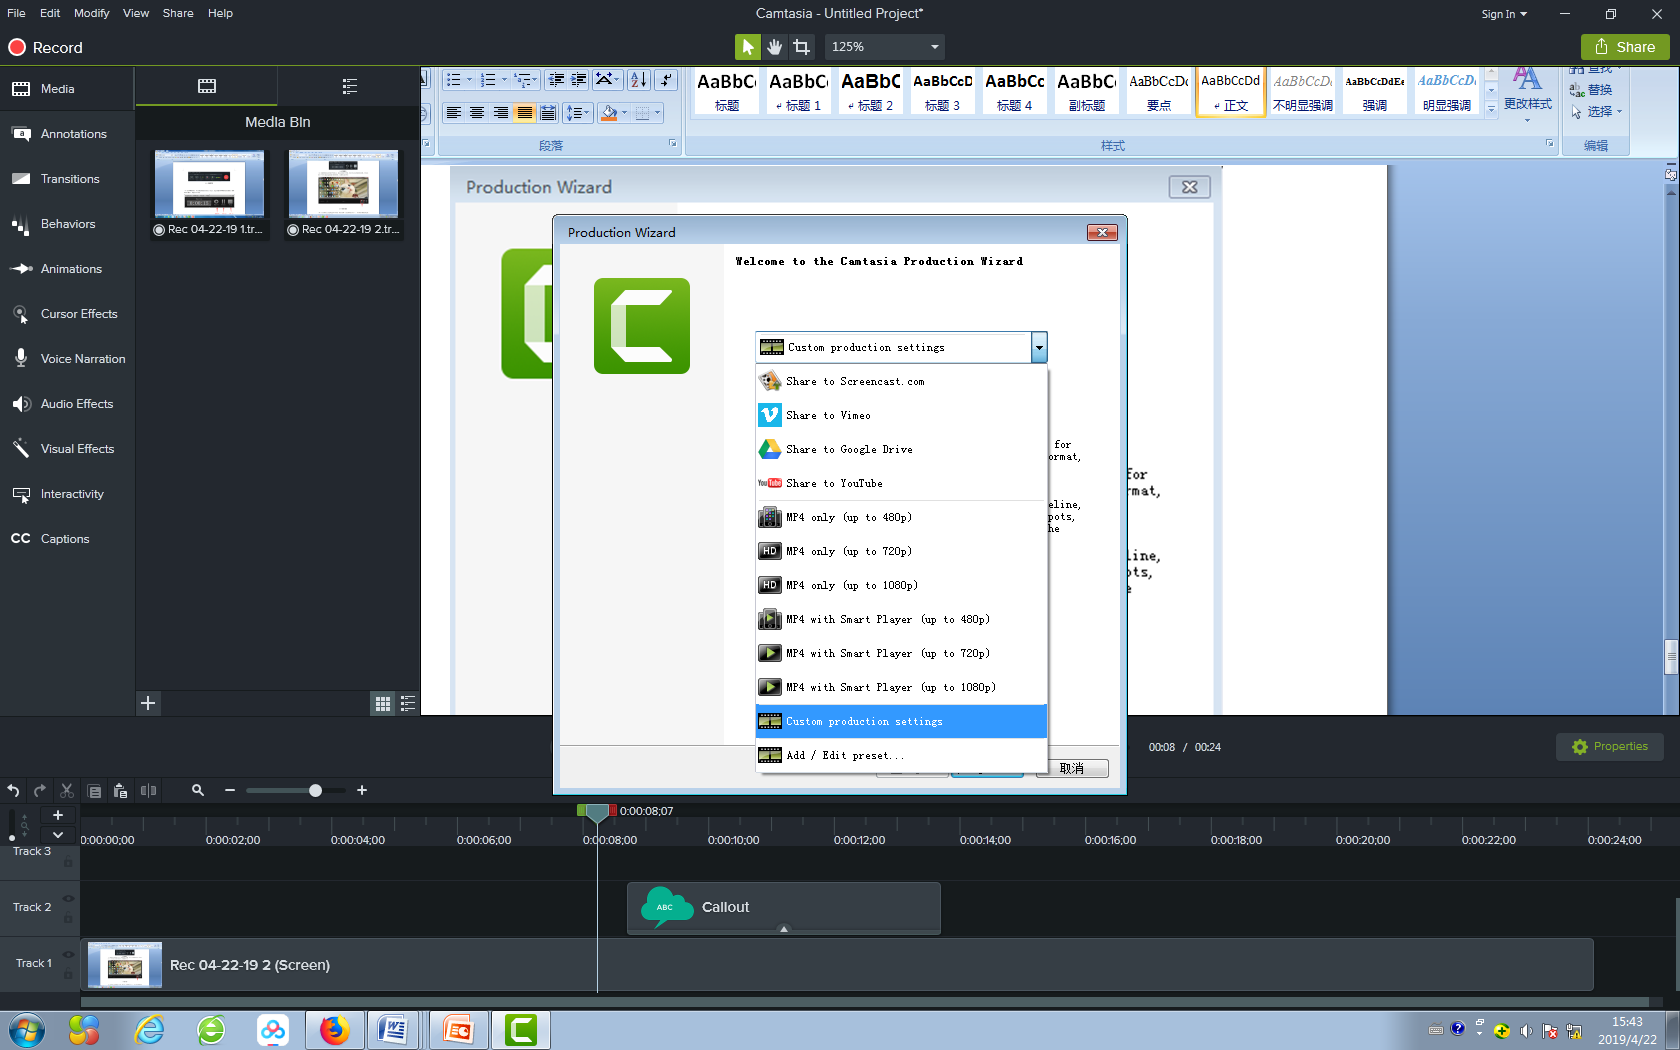 File Edit Modify View Share Help
Camtasia - Untitled Project*
Sign In
Record
125%
Share
Media
Annotations
Transitions
Behaviors
Animations
Cursor Effects
Voice Narration
Audio Effects
Visual Effects
Interactivity
CC Captions
Media Bin
Rec 04-22-19 1.tr...
Rec 04-22-19 2.tr...
AaBbC AaBbC AaBbC AaBbCcD AaBbCc AaBbC AaBbCcDc AaBbCcDd AaBbCcDc AaBbCcDdEe AaBbCcDc
标题 标题 1 标题 2 标题 3 标题 4 副标题 要点 正文 不明显强调 强调 明显强调
更改样式
查找
替换
选择
段落
样式
编辑
Production Wizard
Production Wizard
Welcome to the Camtasia Production Wizard
Custom production settings
Share to Screencast.com
Share to Vimeo
Share to Google Drive
You Tube Share to YouTube
MP4 only (up to 480p)
HD MP4 only (up to 720p)
HD MP4 only (up to 1080p)
MP4 with Smart Player (up to 480p)
MP4 with Smart Player (up to 720p)
MP4 with Smart Player (up to 1080p)
Custom production settings
Add / Edit preset...
for
ormat,
eline,
pots,
he
for
rmat,
line,
ots,
e
取消
00:08 / 00:24
Properties
0:00:08;07
0:00:00;00 0:00:02;00 0:00:04;00 0:00:06;00 0:00:08;00 0:00:10;00 0:00:12;00 0:00:14;00 0:00:16;00 0:00:18;00 0:00:20;00 0:00:22;00 0:00:24;00
Track 3
Track 2
ABC Callout
Track 1
Rec 04-22-19 2 (Screen)
15:43
2019/4/22